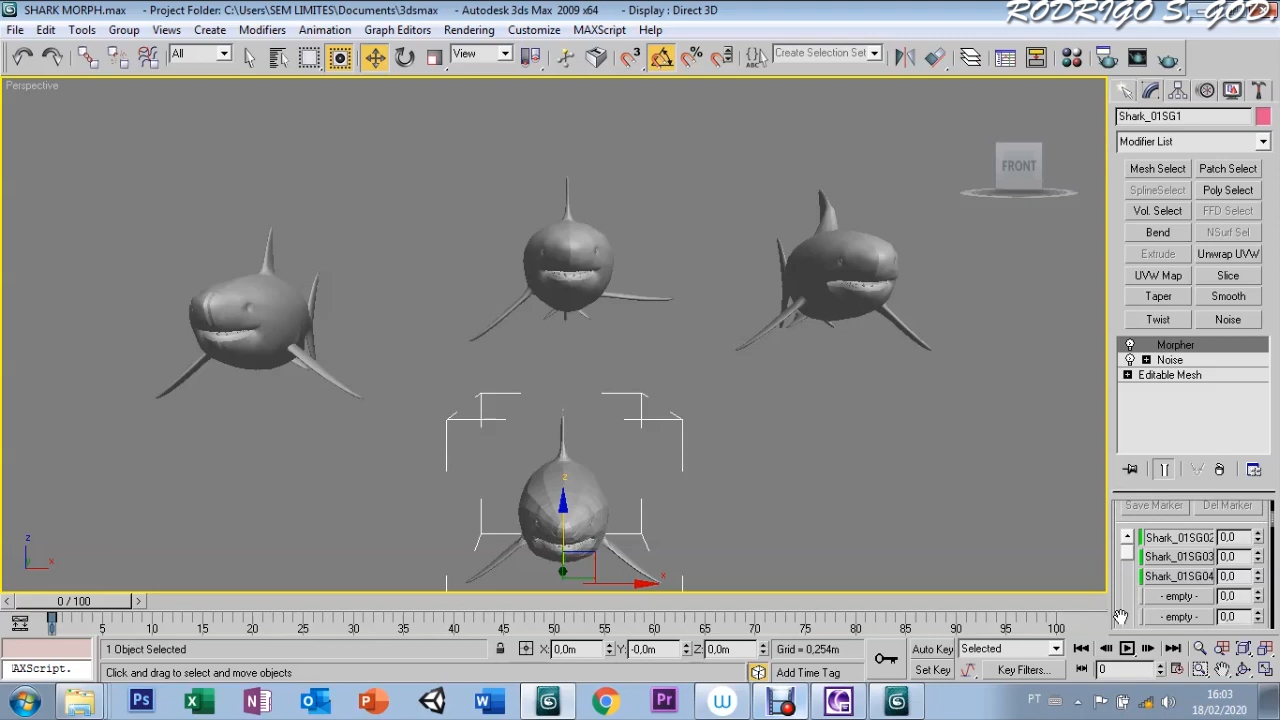 SHARK MORPH.max - Project Folder: C:\Users\SEM LIMITES\Documents\3dsmax - Autodesk 3ds Max 2009 x64 - Display : Direct 3D
RODRIGO S. GOD
File Edit Tools Group Views Create Modifiers Animation Graph Editors Rendering Customize MAXScript Help
All View 3 % ABC Create Selection Set
Perspective
FRONT
Shark_01SG1
Modifier List
Mesh Select Patch Select
SplineSelect Poly Select
Vol. Select FFD Select
Bend NSurf Sel
Extrude Unwrap UVW
UVW Map Slice
Taper Smooth
Twist Noise
Morpher
Noise
Editable Mesh
Save Marker Del Marker
Shark_01SG02 0,0
Shark_01SG03 0,0
Shark_01SG04 0,0
- empty - 0,0
- empty - 0,0
z
x
z
x
0 / 100
5 10 15 20 25 30 35 40 45 50 55 60 65 70 75 80 85 90 95 100
1 Object Selected X: 0,0m Y: -0,0m Z: 0,0m Grid = 0,254m Auto Key Selected
AXScript. Click and drag to select and move objects Add Time Tag Set Key Key Filters... 0
Ps X N O P W Pr W
PT 16:03
18/02/2020